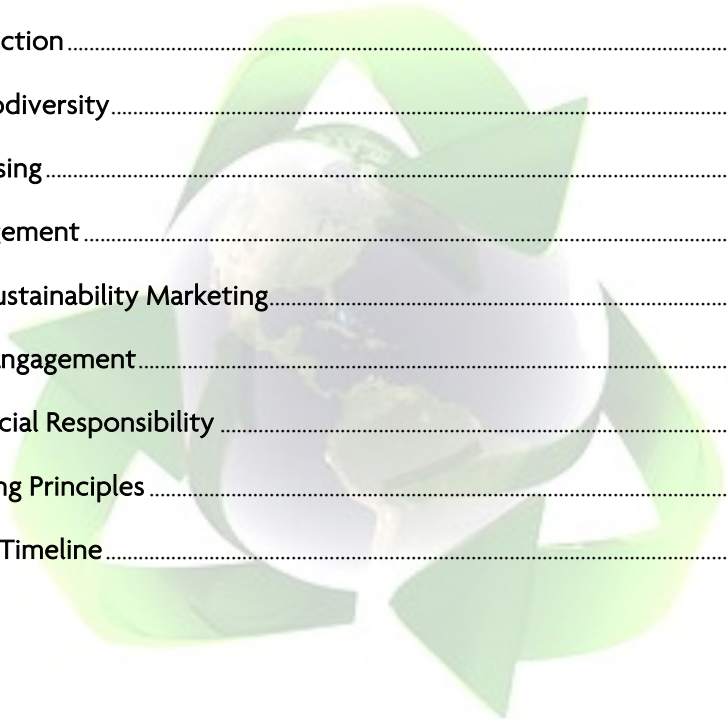 ction
odiversity
sing
gement
ustainability Marketing
ngagement
cial Responsibility
ng Principles
Timeline